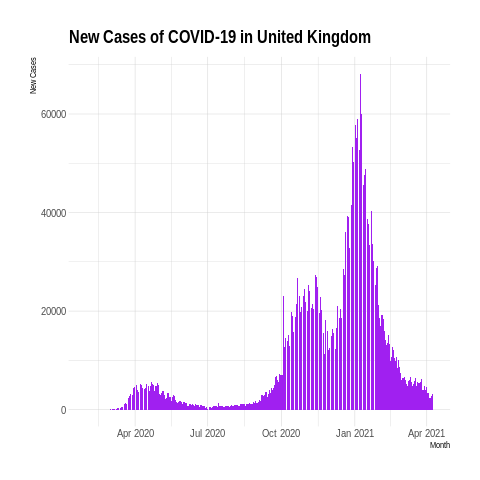 New Cases of COVID-19 in United Kingdom
New Cases
60000
40000
20000
0
Apr 2020 Jul 2020 Oct 2020 Jan 2021 Apr 2021
Month